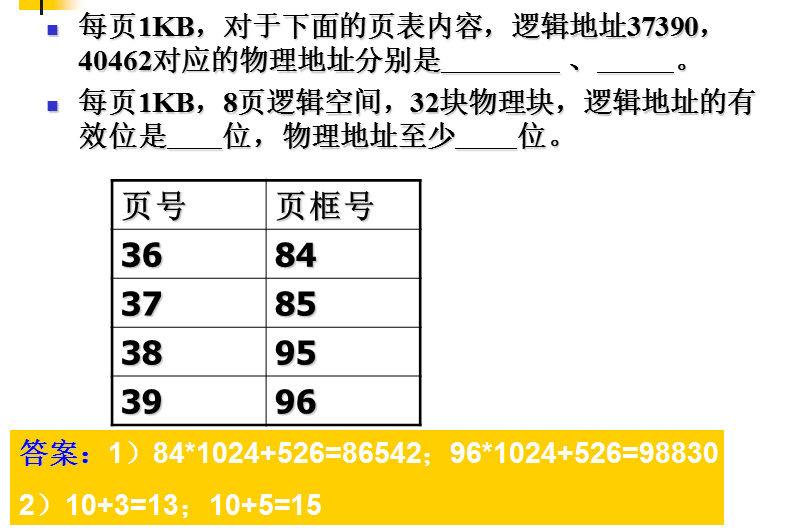 每页1KB，对于下面的页表内容，逻辑地址37390，
40462对应的物理地址分别是________ 、_____。
每页1KB，8页逻辑空间，32块物理块，逻辑地址的有
效位是____位，物理地址至少____位。
页号 页框号
36 84
37 85
38 95
39 96
答案：1）84*1024+526=86542；96*1024+526=98830
2）10+3=13；10+5=15